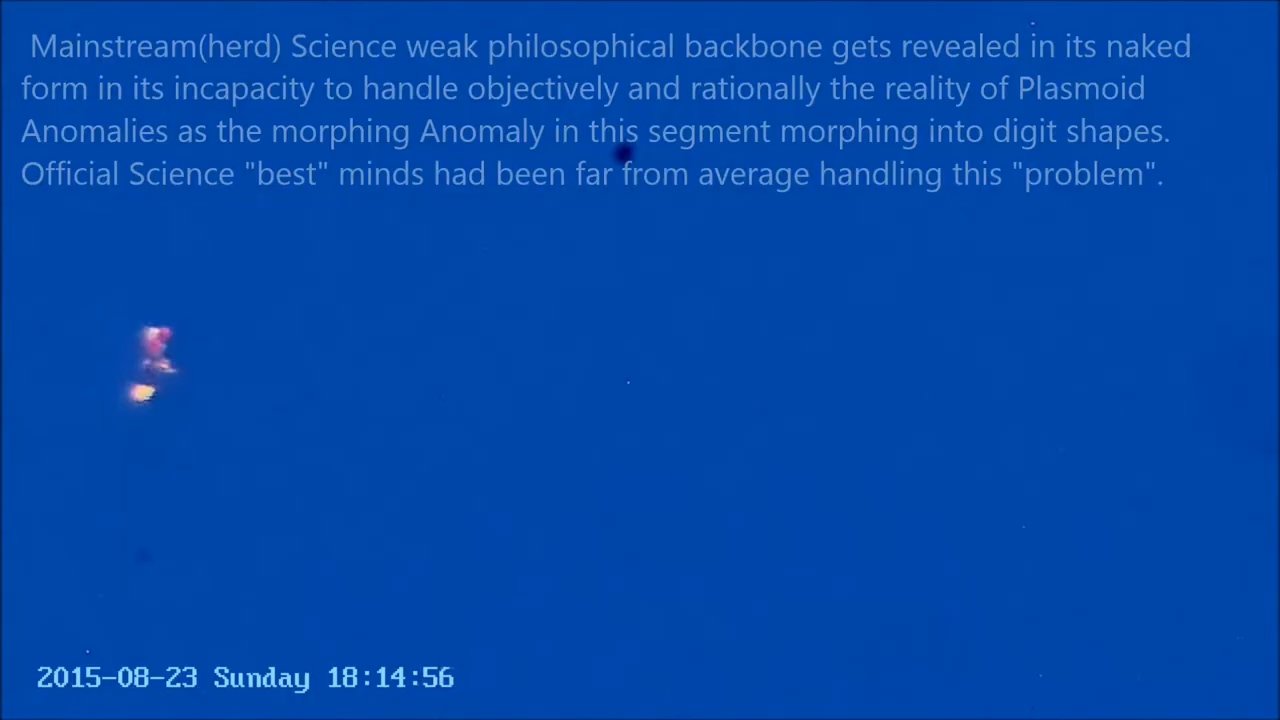 Mainstream(herd) Science weak philosophical backbone gets revealed in its naked
form in its incapacity to handle objectively and rationally the reality of Plasmoid
Anomalies as the morphing Anomaly in this segment morphing into digit shapes.
Official Science "best" minds had been far from average handling this "problem".
2015-08-23 Sunday 18:14:56